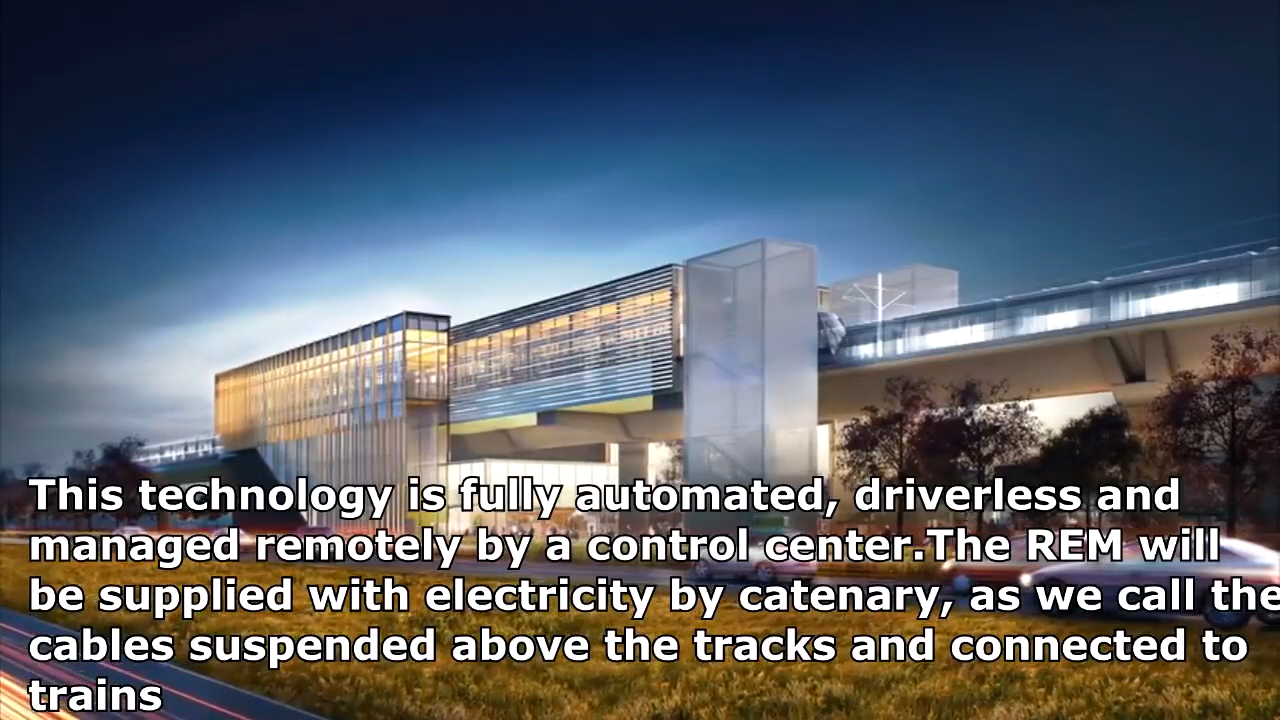 This technology is fully automated, driverless and
managed remotely by a control center.The REM will
be supplied with electricity by catenary, as we call the
cables suspended above the tracks and connected to
trains